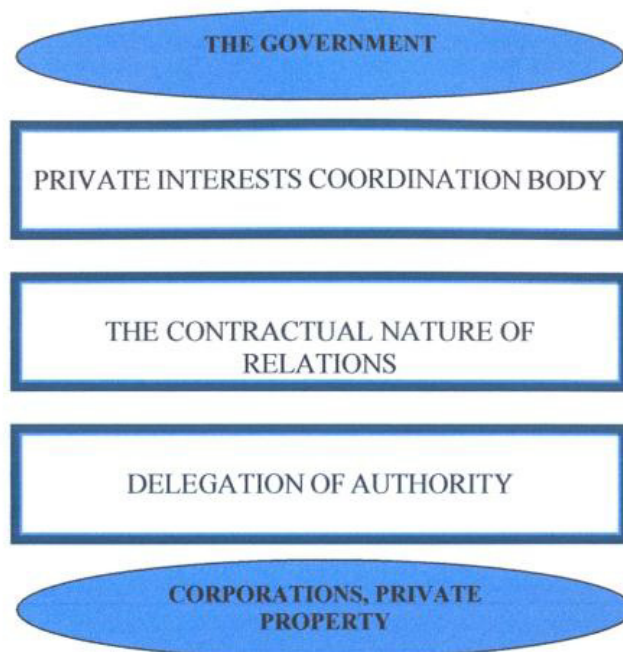 THE GOVERNMENT
PRIVATE INTERESTS COORDINATION BODY
THE CONTRACTUAL NATURE OF
RELATIONS
DELEGATION OF AUTHORITY
CORPORATIONS, PRIVATE
PROPERTY